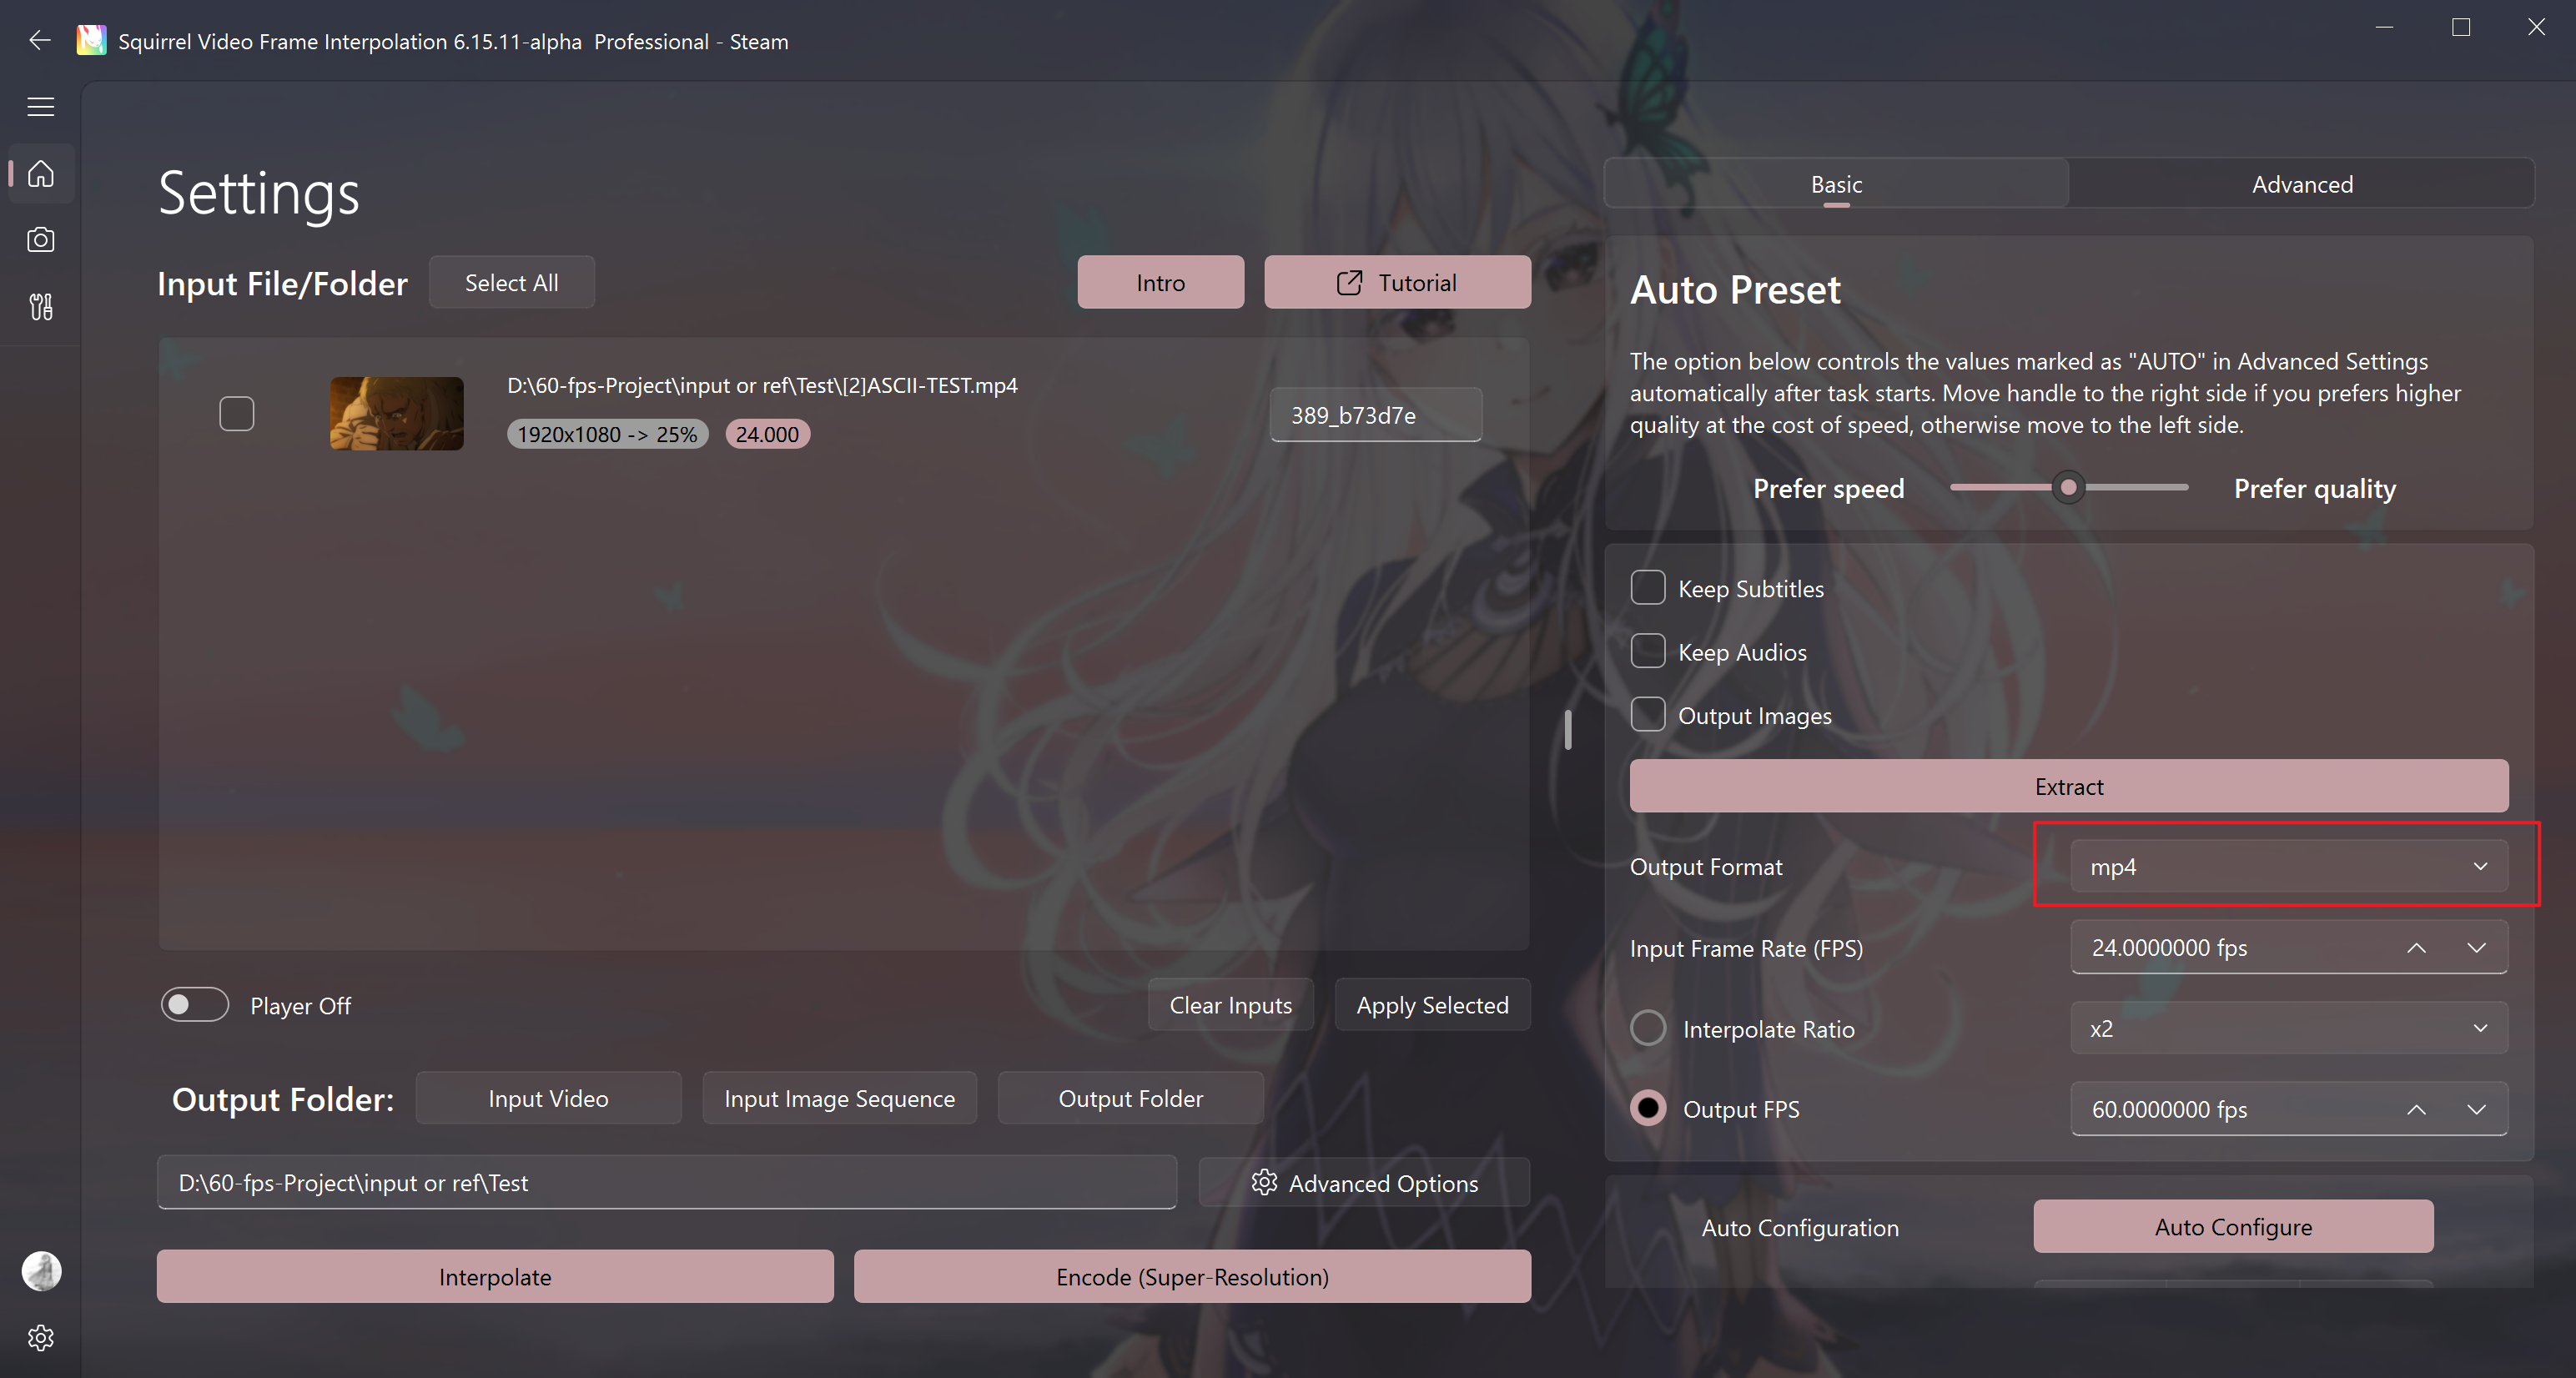 Squirrel Video Frame Interpolation 6.15.11-alpha  Professional - Steam
Settings
Input File/Folder
Select All
Intro
Tutorial
D:\60-fps-Project\input or ref\Test\[2]ASCII-TEST.mp4
1920x1080 -> 25%
24.000
389_b73d7e
Player Off
Clear Inputs
Apply Selected
Output Folder:
Input Video
Input Image Sequence
Output Folder
D:\60-fps-Project\input or ref\Test
Advanced Options
Interpolate
Encode (Super-Resolution)
Basic
Advanced
Auto Preset
The option below controls the values marked as "AUTO" in Advanced Settings
automatically after task starts. Move handle to the right side if you prefers higher
quality at the cost of speed, otherwise move to the left side.
Prefer speed
Prefer quality
Keep Subtitles
Keep Audios
Output Images
Extract
Output Format
mp4
Input Frame Rate (FPS)
24.0000000 fps
Interpolate Ratio
x2
Output FPS
60.0000000 fps
Auto Configuration
Auto Configure